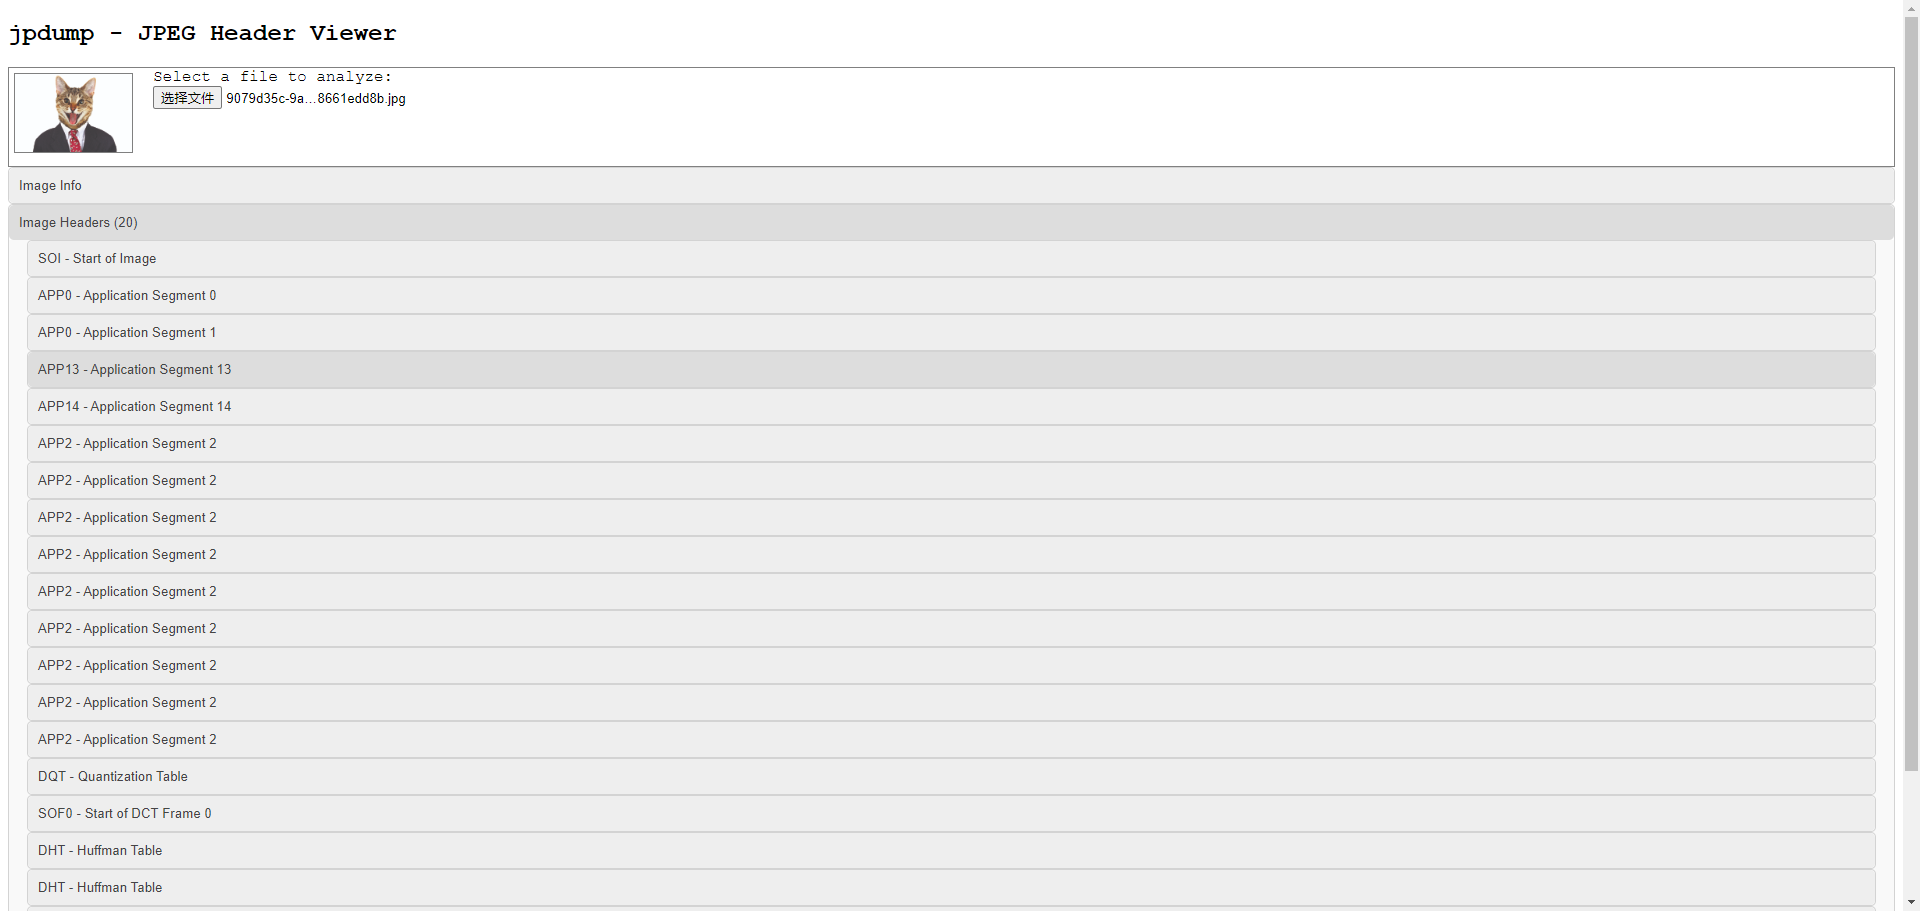 jpdump - JPEG Header Viewer
Select a file to analyze:
选择文件 9079d35c-9a...8661edd8b.jpg
Image Info
Image Headers (20)
SOI - Start of Image
APP0 - Application Segment 0
APP0 - Application Segment 1
APP13 - Application Segment 13
APP14 - Application Segment 14
APP2 - Application Segment 2
APP2 - Application Segment 2
APP2 - Application Segment 2
APP2 - Application Segment 2
APP2 - Application Segment 2
APP2 - Application Segment 2
APP2 - Application Segment 2
APP2 - Application Segment 2
APP2 - Application Segment 2
DQT - Quantization Table
SOF0 - Start of DCT Frame 0
DHT - Huffman Table
DHT - Huffman Table